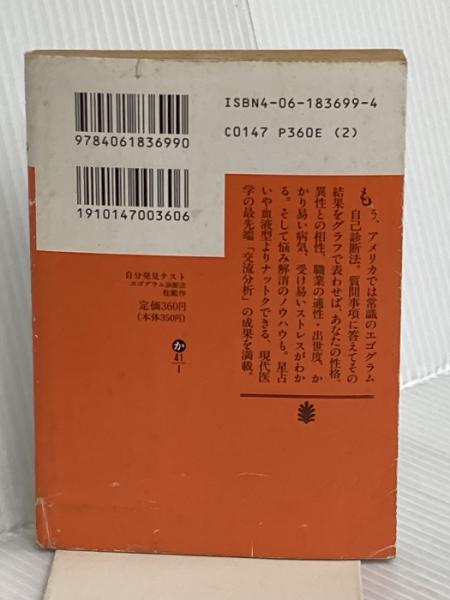 ISBN4-06-183699-4
C0147 P360E (2)
9784061836990
1910147003606
自分発見テスト
エゴグラム診断法
桂戴作
定価360円
(本体350円)
か
41
1
もう、アメリカでは常識のエゴグラム
自己診断法。質問事項に答えてその
結果をグラフで表わせば、あなたの性格、
異性との相性、職業の適性・出世度、か
かり易い病気、受け易いストレスがわか
る。そして悩み解消のノウハウも。星占
いや血液型よりナットクできる、現代医
学の最先端「交流分析」の成果を満載。